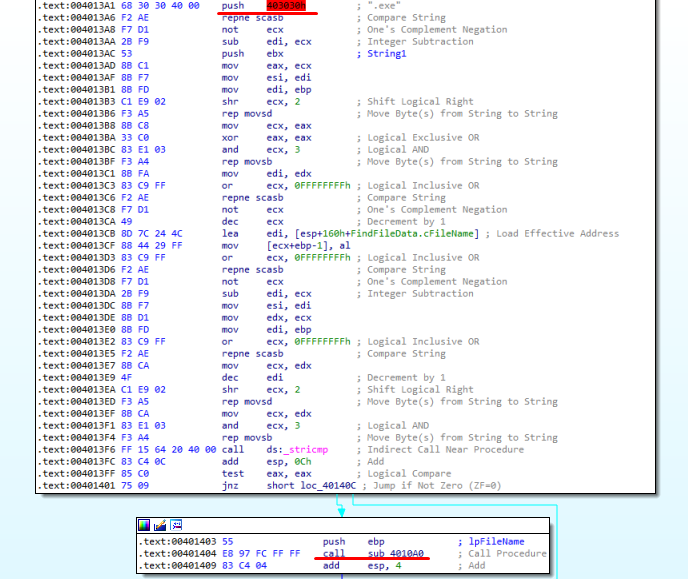 .text:004013A1 68 30 30 40 00 push 403030h ; ".exe"
.text:004013A6 F2 AE repne scasb ; Compare String
.text:004013A8 F7 D1 not ecx ; One's Complement Negation
.text:004013AA 2B F9 sub edi, ecx ; Integer Subtraction
.text:004013AC 53 push ebx ; String1
.text:004013AD 8B C1 mov eax, ecx
.text:004013AF 8B F7 mov esi, edi
.text:004013B1 8B FD mov edi, ebp
.text:004013B3 C1 E9 02 shr ecx, 2 ; Shift Logical Right
.text:004013B6 F3 A5 rep movsd ; Move Byte(s) from String to String
.text:004013B8 8B C8 mov ecx, eax
.text:004013BA 33 C0 xor eax, eax ; Logical Exclusive OR
.text:004013BC 83 E1 03 and ecx, 3 ; Logical AND
.text:004013BF F3 A4 rep movsb ; Move Byte(s) from String to String
.text:004013C1 8B FA mov edi, edx
.text:004013C3 83 C9 FF or ecx, 0FFFFFFFFh ; Logical Inclusive OR
.text:004013C6 F2 AE repne scasb ; Compare String
.text:004013C8 F7 D1 not ecx ; One's Complement Negation
.text:004013CA 49 dec ecx ; Decrement by 1
.text:004013CB 8D 7C 24 4C lea edi, [esp+160h+FindFileData.cFileName] ; Load Effective Address
.text:004013CF 88 44 29 FF mov [ecx+ebp-1], al
.text:004013D3 83 C9 FF or ecx, 0FFFFFFFFh ; Logical Inclusive OR
.text:004013D6 F2 AE repne scasb ; Compare String
.text:004013D8 F7 D1 not ecx ; One's Complement Negation
.text:004013DA 2B F9 sub edi, ecx ; Integer Subtraction
.text:004013DC 8B F7 mov esi, edi
.text:004013DE 8B D1 mov edx, ecx
.text:004013E0 8B FD mov edi, ebp
.text:004013E2 83 C9 FF or ecx, 0FFFFFFFFh ; Logical Inclusive OR
.text:004013E5 F2 AE repne scasb ; Compare String
.text:004013E7 8B CA mov ecx, edx
.text:004013E9 4F dec edi ; Decrement by 1
.text:004013EA C1 E9 02 shr ecx, 2 ; Shift Logical Right
.text:004013ED F3 A5 rep movsd ; Move Byte(s) from String to String
.text:004013EF 8B CA mov ecx, edx
.text:004013F1 83 E1 03 and ecx, 3 ; Logical AND
.text:004013F4 F3 A4 rep movsb ; Move Byte(s) from String to String
.text:004013F6 FF 15 64 20 40 00 call ds:_stricmp ; Indirect Call Near Procedure
.text:004013FC 83 C4 0C add esp, 0Ch ; Add
.text:004013FF 85 C0 test eax, eax ; Logical Compare
.text:00401401 75 09 jnz short loc_40140C ; Jump if Not Zero (ZF=0)
.text:00401403 55 push ebp ; lpFileName
.text:00401404 E8 97 FC FF FF call sub_4010A0 ; Call Procedure
.text:00401409 83 C4 04 add esp, 4 ; Add